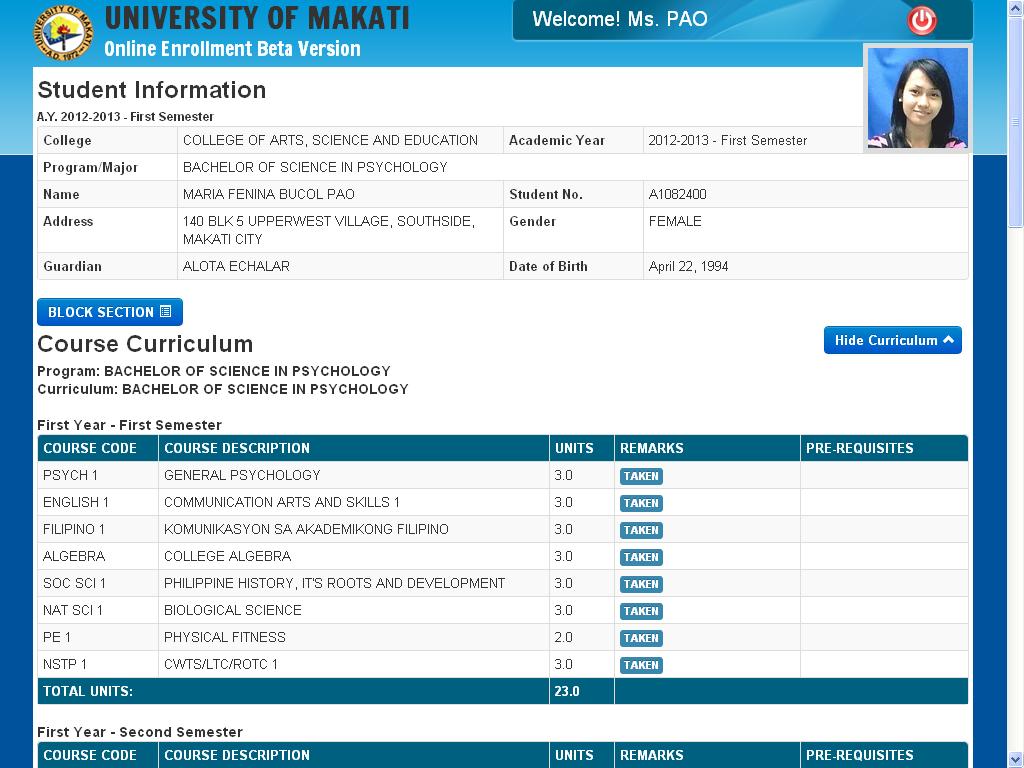 UNIVERSITY OF MAKATI
Online Enrollment Beta Version
Welcome! Ms. PAO
UNIVERSITY OF MAKATI
A.D. 1972
Student Information
A.Y. 2012-2013 - First Semester
College COLLEGE OF ARTS, SCIENCE AND EDUCATION Academic Year 2012-2013 - First Semester
Program/Major BACHELOR OF SCIENCE IN PSYCHOLOGY
Name MARIA FENINA BUCOL PAO Student No. A1082400
Address 140 BLK 5 UPPERWEST VILLAGE, SOUTHSIDE, Gender FEMALE
MAKATI CITY
Guardian ALOTA ECHALAR Date of Birth April 22, 1994
BLOCK SECTION
Course Curriculum
Hide Curriculum
Program: BACHELOR OF SCIENCE IN PSYCHOLOGY
Curriculum: BACHELOR OF SCIENCE IN PSYCHOLOGY
First Year - First Semester
COURSE CODE COURSE DESCRIPTION UNITS REMARKS PRE-REQUISITES
PSYCH 1 GENERAL PSYCHOLOGY 3.0 TAKEN
ENGLISH 1 COMMUNICATION ARTS AND SKILLS 1 3.0 TAKEN
FILIPINO 1 KOMUNIKASYON SA AKADEMIKONG FILIPINO 3.0 TAKEN
ALGEBRA COLLEGE ALGEBRA 3.0 TAKEN
SOC SCI 1 PHILIPPINE HISTORY, IT'S ROOTS AND DEVELOPMENT 3.0 TAKEN
NAT SCI 1 BIOLOGICAL SCIENCE 3.0 TAKEN
PE 1 PHYSICAL FITNESS 2.0 TAKEN
NSTP 1 CWTS/LTC/ROTC 1 3.0 TAKEN
TOTAL UNITS: 23.0
First Year - Second Semester
COURSE CODE COURSE DESCRIPTION UNITS REMARKS PRE-REQUISITES